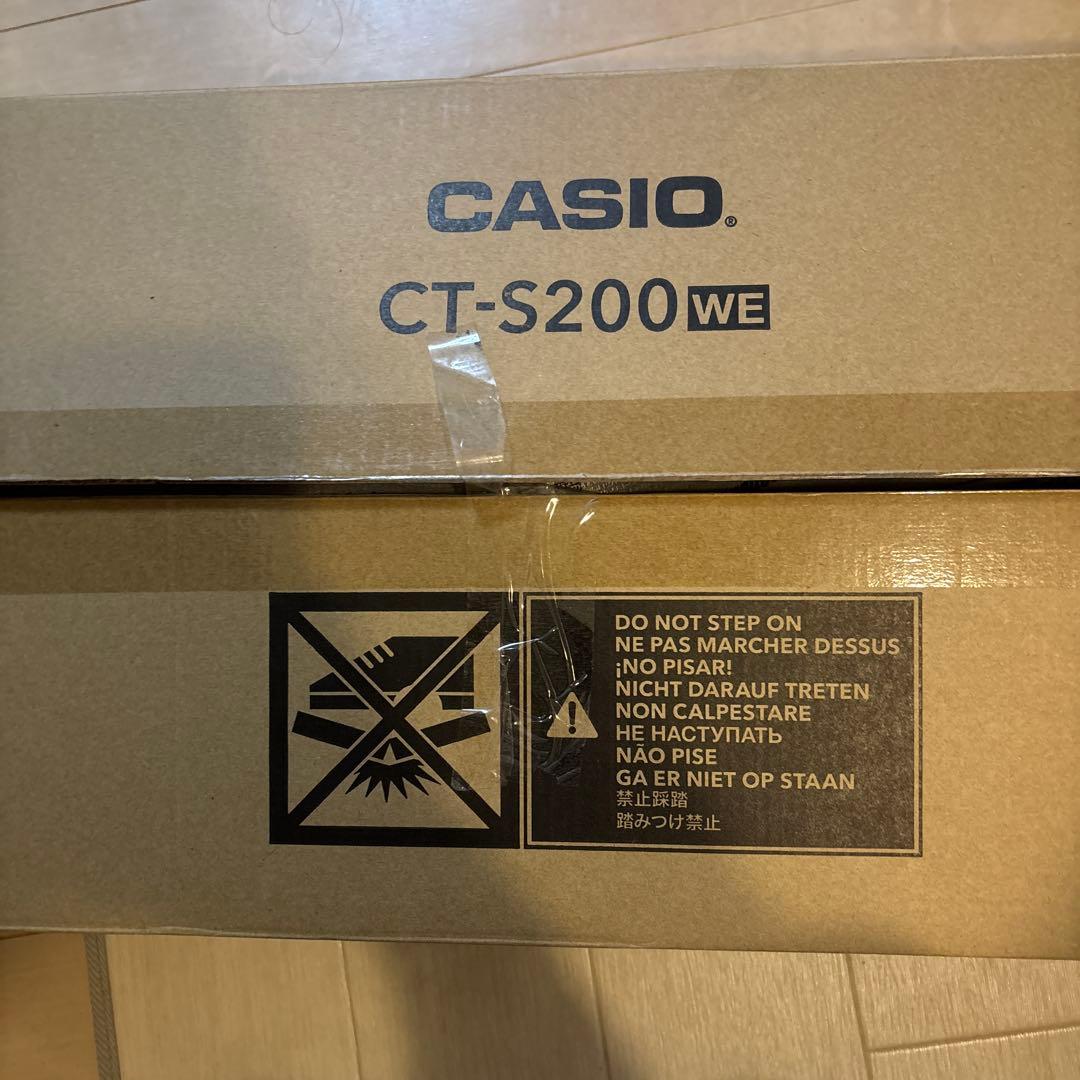 CASIO®
CT-S200 WE
DO NOT STEP ON
NE PAS MARCHER DESSUS
¡NO PISAR!
NICHT DARAUF TRETEN
NON CALPESTARE
НЕ НАСТУПАТЬ
NÃO PISE
GA ER NIET OP STAAN
禁止踩踏
踏みつけ禁止